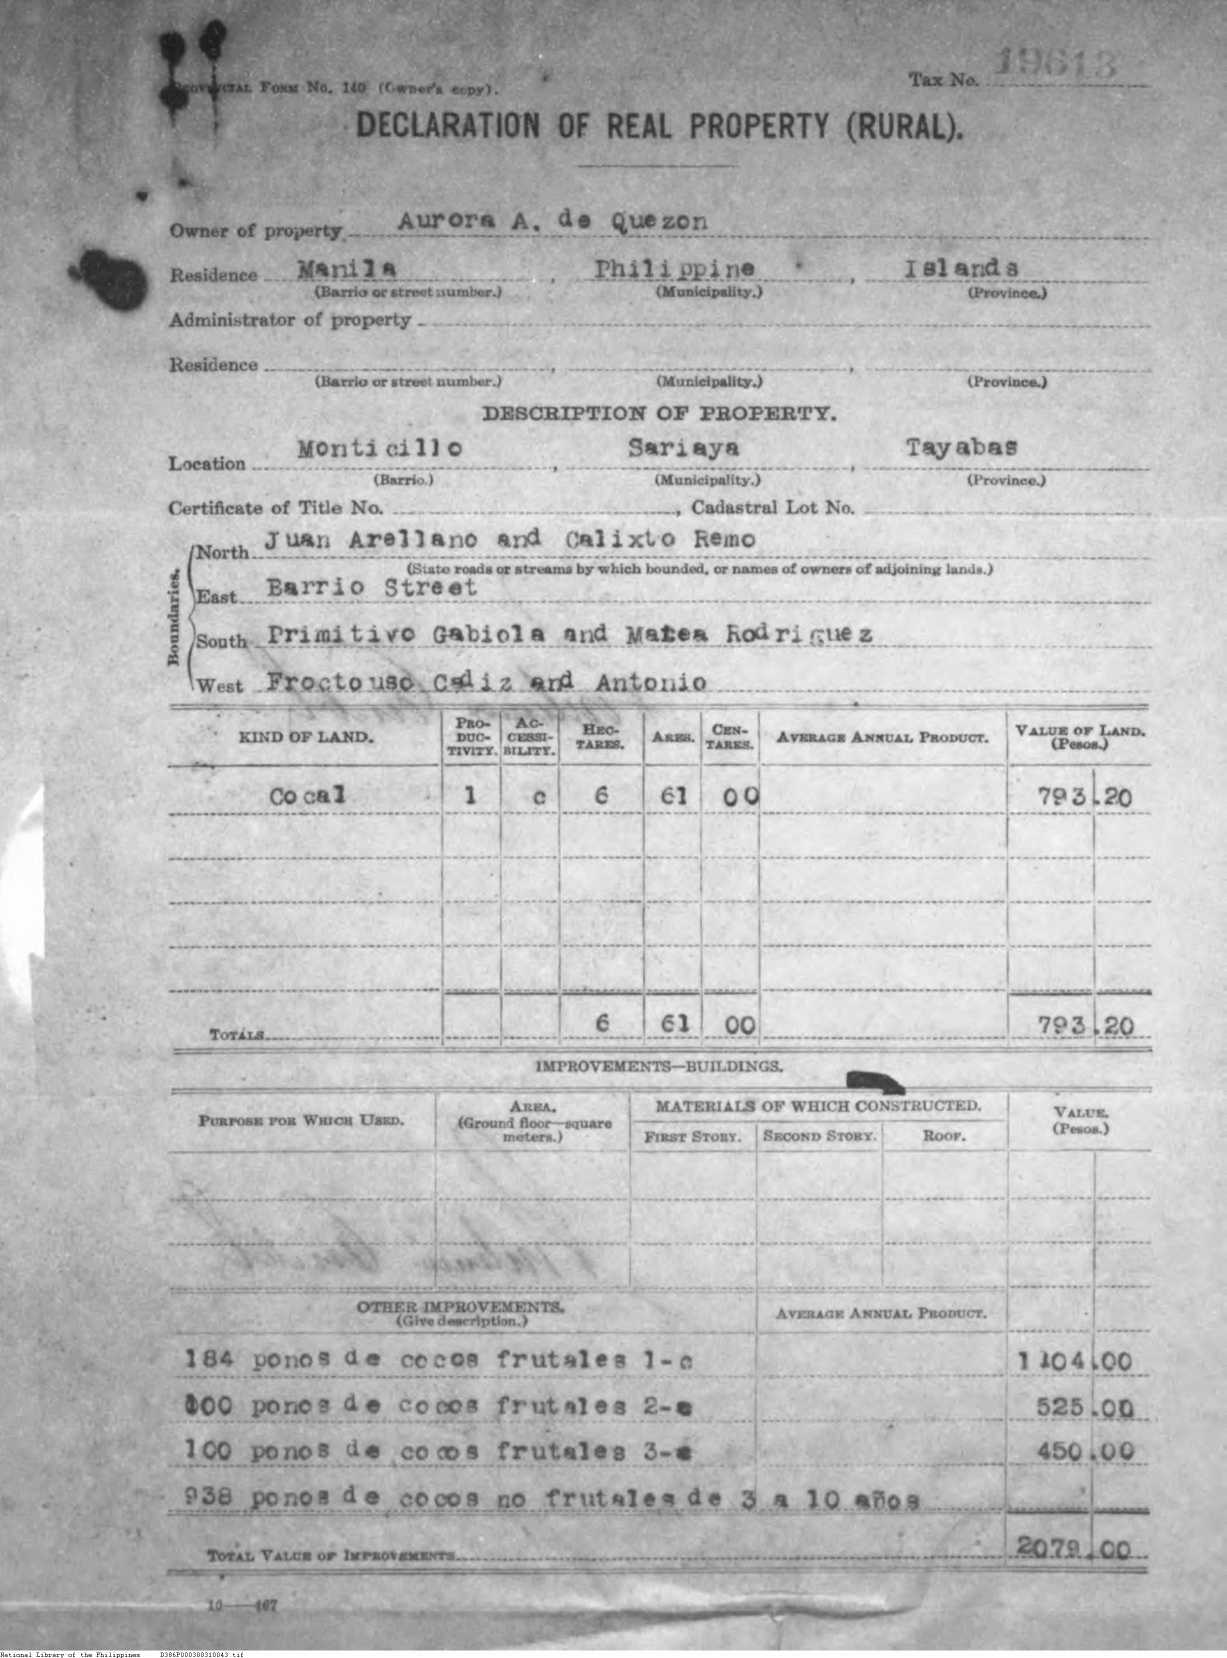 Tax No. 19613
PROVINCIAL FORM No. 140 (Owner's copy).
DECLARATION OF REAL PROPERTY (RURAL).
Owner of property Aurora A. de Quezon
Residence Manila , Philippine , Islands
(Barrio or street number.) (Municipality.) (Province.)
Administrator of property
Residence , ,
(Barrio or street number.) (Municipality.) (Province.)
DESCRIPTION OF PROPERTY.
Location Monticillo , Sariaya , Tayabas
(Barrio.) (Municipality.) (Province.)
Certificate of Title No. , Cadastral Lot No.
Boundaries.
North Juan Arellano and Calixto Remo
(State roads or streams by which bounded, or names of owners of adjoining lands.)
East Barrio Street
South Primitivo Gabiola and Matea Rodriguez
West Froctouso Cadiz and Antonio
KIND OF LAND. PRODUC-TIVITY. AC-CESSI-BILITY. HEC-TARES. ARES. CEN-TARES. AVERAGE ANNUAL PRODUCT. VALUE OF LAND. (Pesos.)
Cocal 1 c 6 61 00 793.20
TOTALS 6 61 00 793.20
IMPROVEMENTS—BUILDINGS.
PURPOSE FOR WHICH USED. AREA. (Ground floor—square meters.) MATERIALS OF WHICH CONSTRUCTED. VALUE. (Pesos.)
FIRST STORY. SECOND STORY. ROOF.
OTHER IMPROVEMENTS. AVERAGE ANNUAL PRODUCT.
(Give description.)
184 ponos de cocos frutales 1-c 1104.00
100 ponos de cocos frutales 2- 525.00
100 ponos de cocos frutales 3- 450.00
938 ponos de cocos no frutales de 3 a 10 años
TOTAL VALUE OF IMPROVEMENTS 2079.00
10——467
National Library of the Philippines D386P000300310043.tif